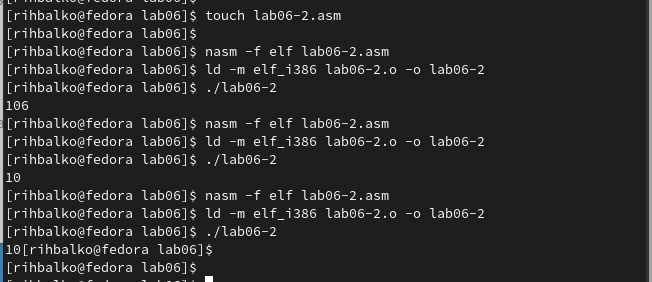 [rihbalko@fedora lab06]$ touch lab06-2.asm
[rihbalko@fedora lab06]$
[rihbalko@fedora lab06]$ nasm -f elf lab06-2.asm
[rihbalko@fedora lab06]$ ld -m elf_i386 lab06-2.o -o lab06-2
[rihbalko@fedora lab06]$ ./lab06-2
106
[rihbalko@fedora lab06]$ nasm -f elf lab06-2.asm
[rihbalko@fedora lab06]$ ld -m elf_i386 lab06-2.o -o lab06-2
[rihbalko@fedora lab06]$ ./lab06-2
10
[rihbalko@fedora lab06]$ nasm -f elf lab06-2.asm
[rihbalko@fedora lab06]$ ld -m elf_i386 lab06-2.o -o lab06-2
[rihbalko@fedora lab06]$ ./lab06-2
10[rihbalko@fedora lab06]$
[rihbalko@fedora lab06]$